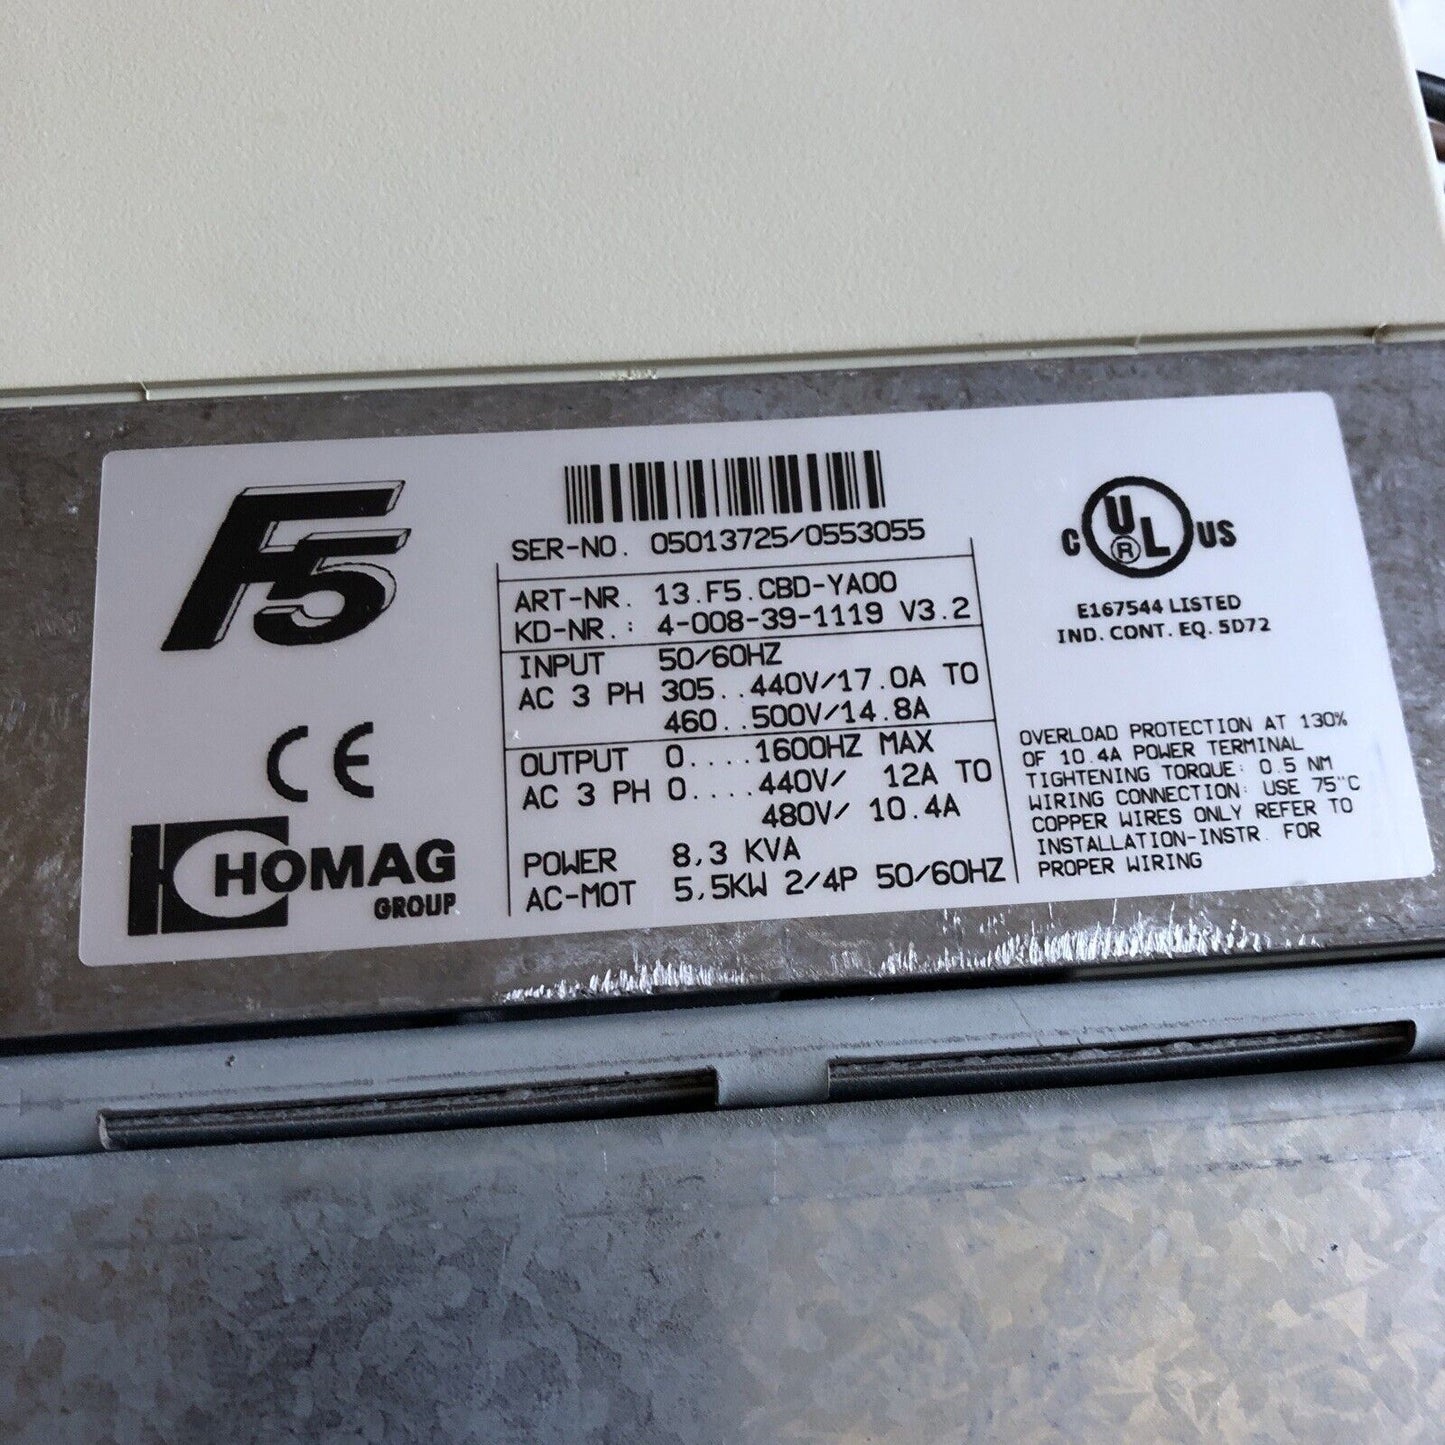 F5
SER-NO. 05013725/0553055
ART-NR. 13.F5.CBD-YA00
KD-NR.: 4-008-39-1119 V3.2
INPUT 50/60HZ
AC 3 PH 305..440V/17.0A TO
460..500V/14.8A
OUTPUT 0....1600HZ MAX
AC 3 PH 0....440V/ 12A TO
480V/ 10.4A
POWER 8,3 KVA
AC-MOT 5,5KW 2/4P 50/60HZ
CE
HOMAG
GROUP
C UL US
®
E167544 LISTED
IND. CONT. EQ. 5D72
OVERLOAD PROTECTION AT 130%
OF 10.4A POWER TERMINAL
TIGHTENING TORQUE: 0.5 NM
WIRING CONNECTION: USE 75°C
COPPER WIRES ONLY REFER TO
INSTALLATION-INSTR. FOR
PROPER WIRING